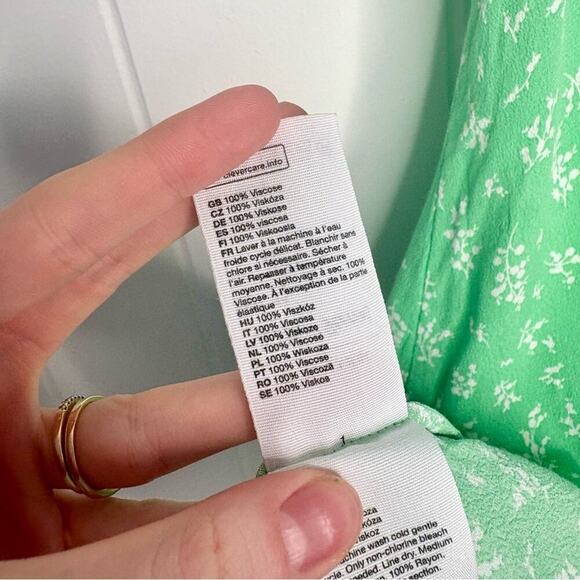 clevercare.info
GB 100% Viscose
CZ 100% Viskóza
DE 100% Viskose
ES 100% viscosa
FI 100% Viskoosia
FR Laver à la machine à l'eau
froide cycle délicat. Blanchir sans
chlore si nécessaire. Sécher à
l'air. Repasser à température
moyenne. Nettoyage à sec. 100%
Viscose. À l'exception de la partie
élastique
HU 100% Viszkóz
IT 100% Viscosa
LV 100% Viskoze
NL 100% Viscose
PL 100% Wiskoza
PT 100% Viscose
RO 100% Viscoză
SE 100% Viskos
1
machine wash cold gentle
Only non-chlorine bleach
Line dry. Medium
100% Rayon.
section.